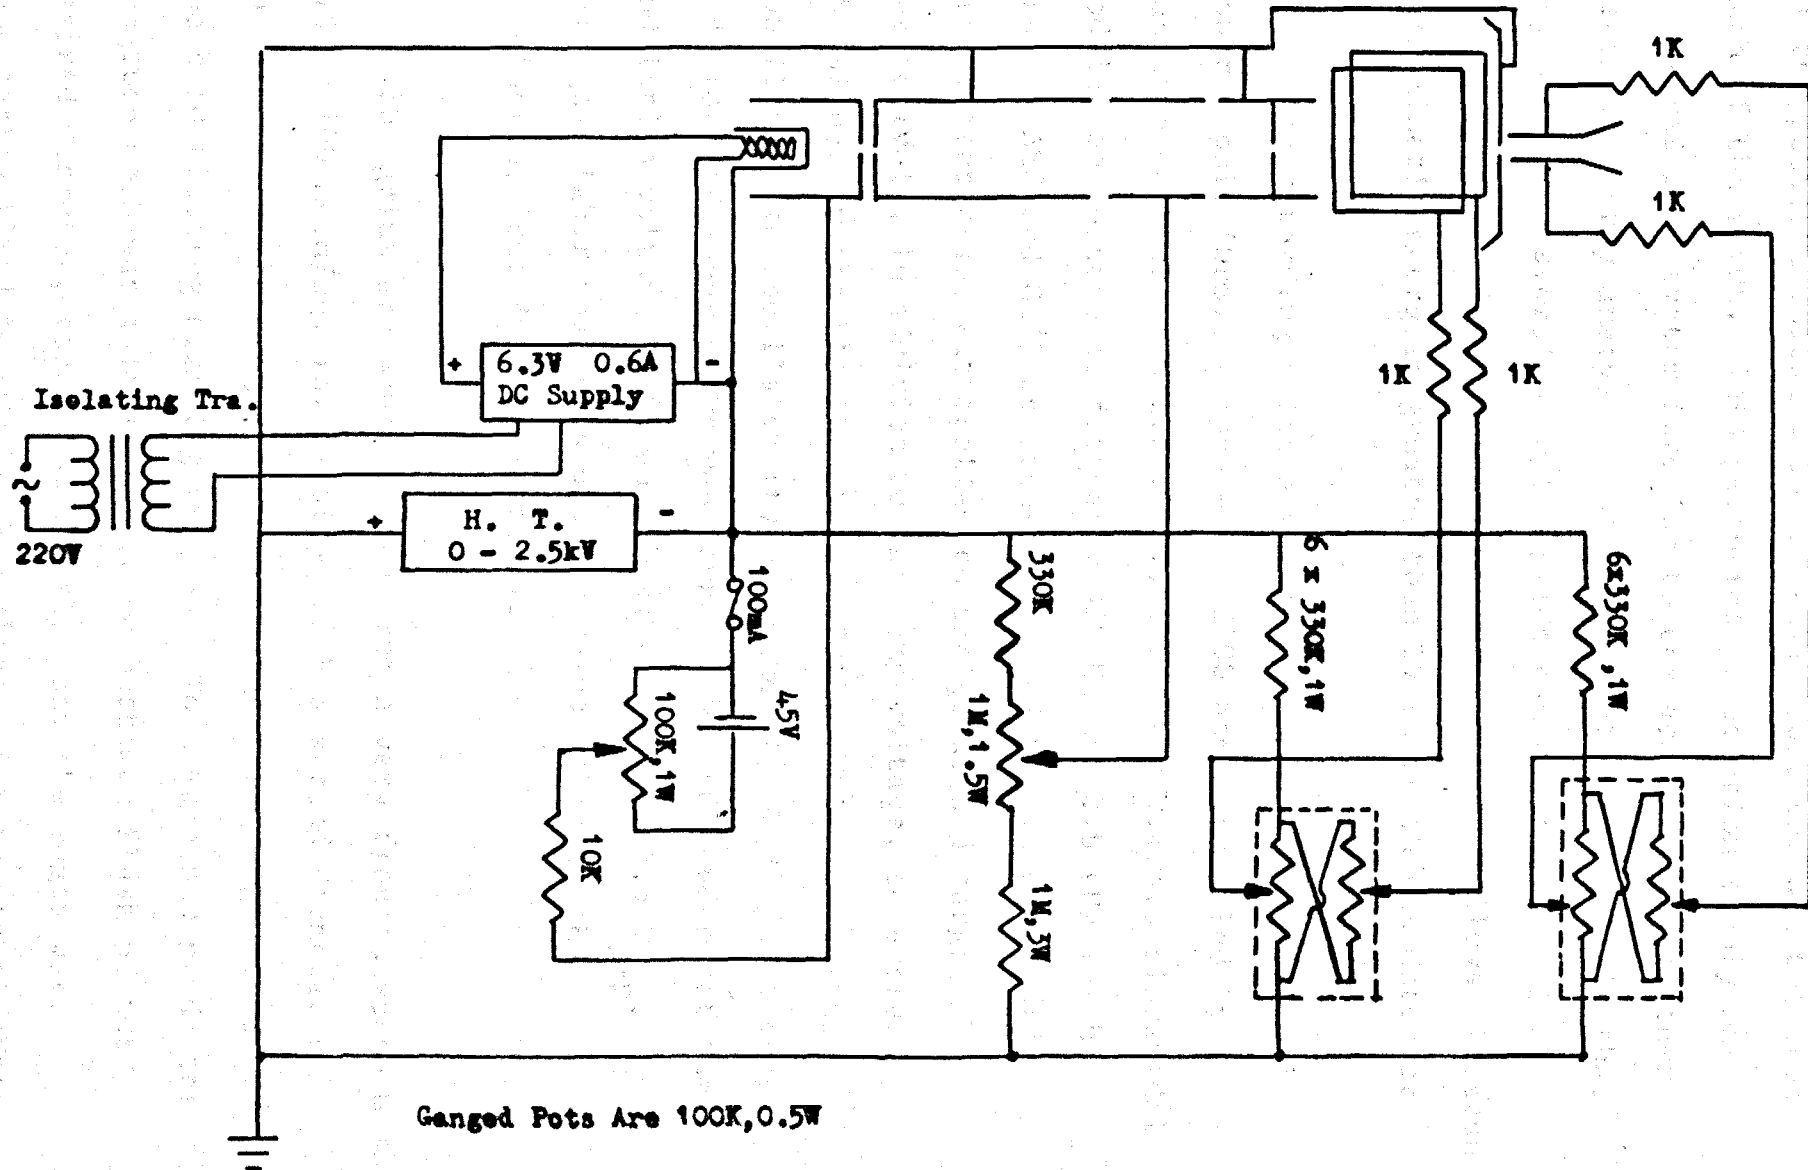 1K
1K
+ 6.3V 0.6A -
DC Supply
1K 1K
Isolating Tra.
220V
+ H. T. -
0 - 2.5kV
100mA
330K
6 x 330K,1W
6x330K,1W
100K,1W
45V
1M,1.5W
10K
1M,3W
Ganged Pots Are 100K,0.5W